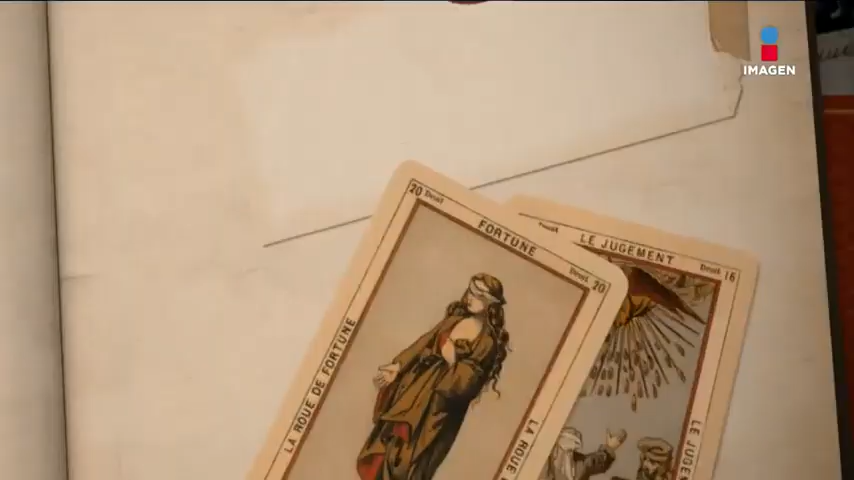 IMAGEN
20 Droit
FORTUNE
Droit 20
LA ROUE DE FORTUNE
LA ROUE
LE JUGEMENT
Droit 16
LE JUGE